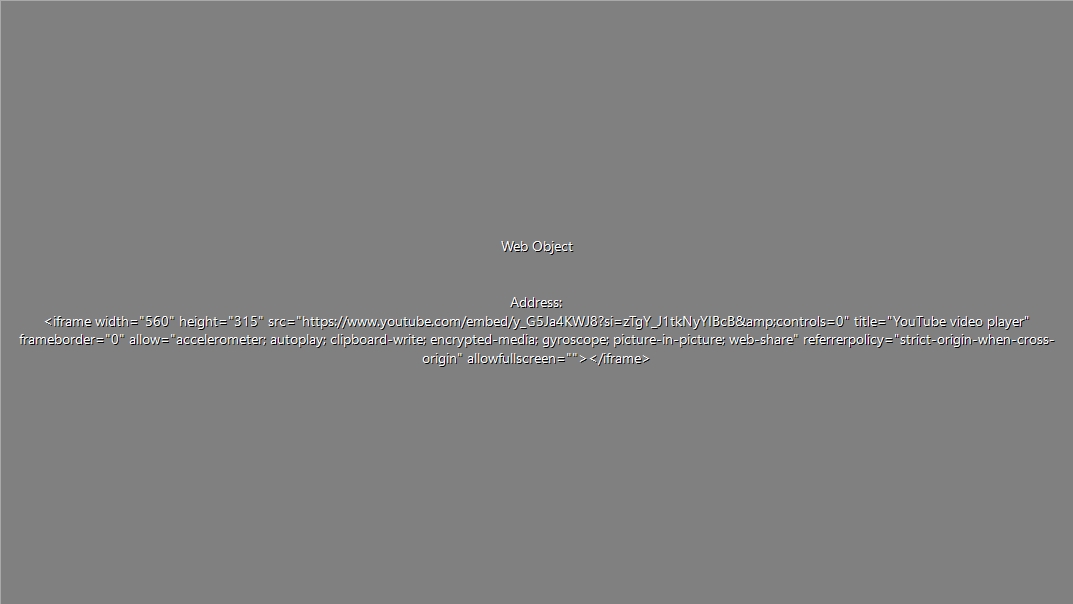 Web Object
Address:
<iframe width="560" height="315" src="https://www.youtube.com/embed/y_G5Ja4KWJ8?si=zTgY_J1tkNyYIBcB&amp;controls=0" title="YouTube video player"
frameborder="0" allow="accelerometer; autoplay; clipboard-write; encrypted-media; gyroscope; picture-in-picture; web-share" referrerpolicy="strict-origin-when-cross-
origin" allowfullscreen=""></iframe>